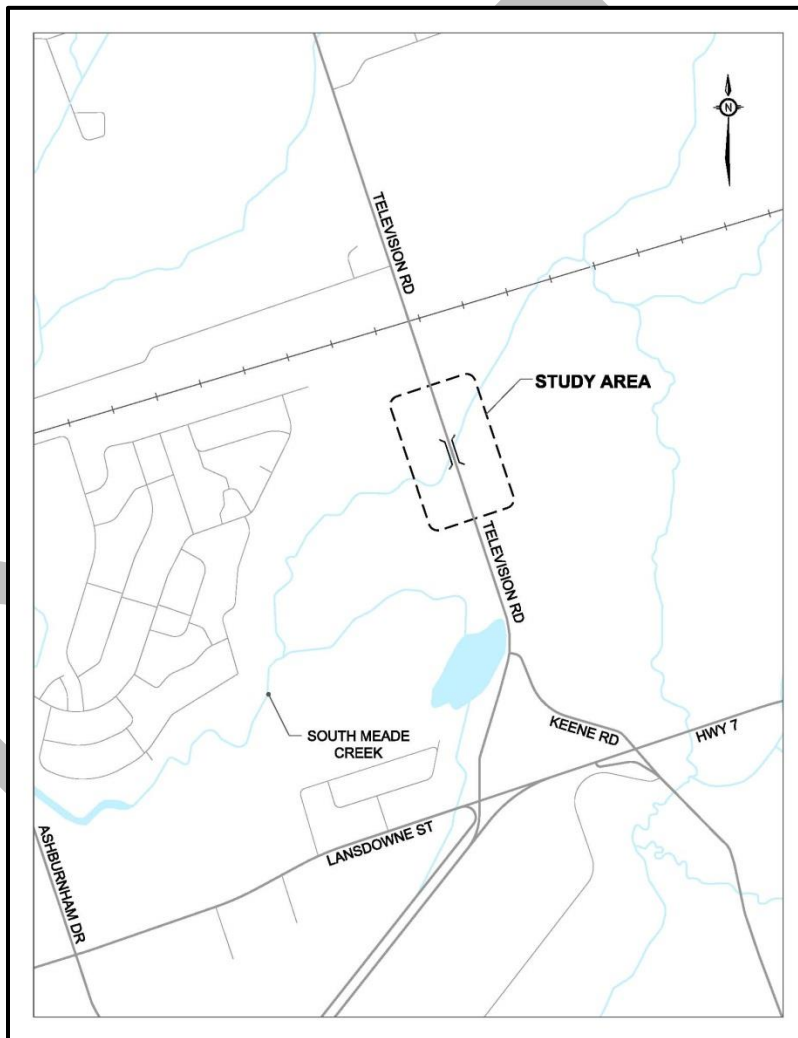 N
TELEVISION RD
STUDY AREA
TELEVISION RD
KEENE RD
HWY 7
SOUTH MEADE
CREEK
LANSDOWNE ST
ASHBURNHAM DR